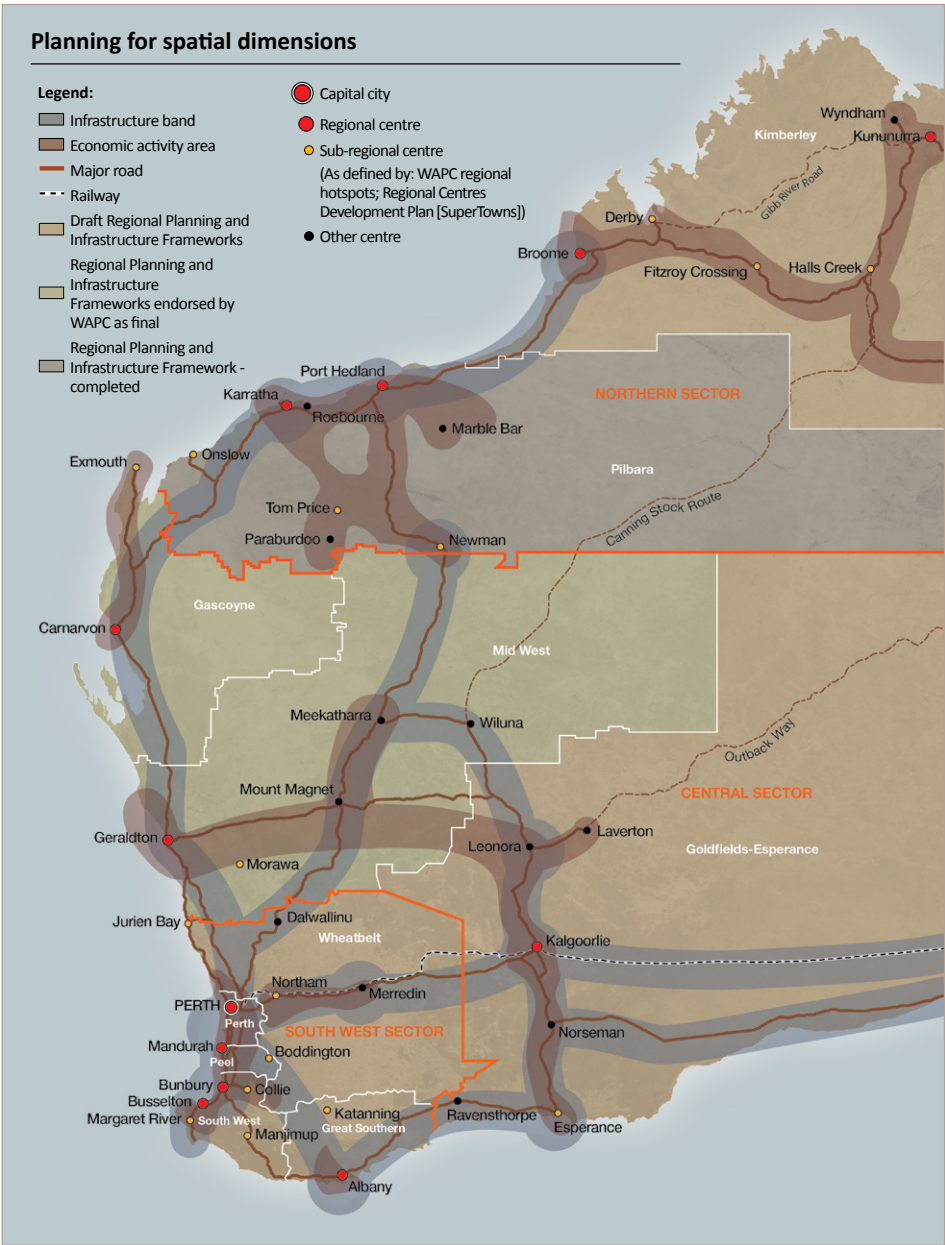 Planning for spatial dimensions
Legend:
Infrastructure band
Economic activity area
Major road
Railway
Draft Regional Planning and
Infrastructure Frameworks
Regional Planning and
Infrastructure
Frameworks endorsed by
WAPC as final
Regional Planning and
Infrastructure Framework -
completed
Capital city
Regional centre
Sub-regional centre
(As defined by: WAPC regional
hotspots; Regional Centres
Development Plan [SuperTowns])
Other centre
Wyndham
Kimberley
Kununurra
Gibb River Road
Derby
Broome
Fitzroy Crossing
Halls Creek
Port Hedland
Karratha
Roebourne
NORTHERN SECTOR
Marble Bar
Exmouth
Onslow
Pilbara
Tom Price
Canning Stock Route
Paraburdoo
Newman
Gascoyne
Carnarvon
Mid West
Meekatharra
Wiluna
Outback Way
Mount Magnet
CENTRAL SECTOR
Geraldton
Laverton
Leonora
Goldfields-Esperance
Morawa
Jurien Bay
Dalwallinu
Wheatbelt
Kalgoorlie
Northam
Merredin
PERTH
Perth
SOUTH WEST SECTOR
Norseman
Mandurah
Boddington
Peel
Bunbury
Collie
Busselton
Margaret River
South West
Katanning
Ravensthorpe
Great Southern
Esperance
Manjimup
Albany